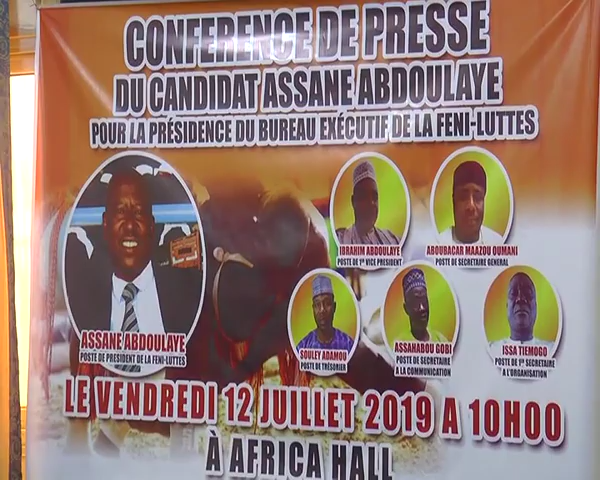 CONFERENCE DE PRESSE
DU CANDIDAT ASSANE ABDOULAYE
POUR LA PRÉSIDENCE DU BUREAU EXÉCUTIF DE LA FENI-LUTTES
ASSANE ABDOULAYE
POSTE DE PRESIDENT DE LA FENI-LUTTES
IBRAHIM ABDOULAYE
POSTE DE 1er VICE PRÉSIDENT
ABOUBACAR MAAZOU OUMANI
POSTE DE SECRETAIRE GENERAL
SOULEY ADAMOU
POSTE DE TRÉSORIER
ASSAHABOU GOBI
POSTE DE SECRETAIRE
A LA COMMUNICATION
ISSA TIEMOGO
POSTE DE 1er SECRETAIRE
A L'ORGANISATION
LE VENDREDI 12 JUILLET 2019 A 10H00
À AFRICA HALL